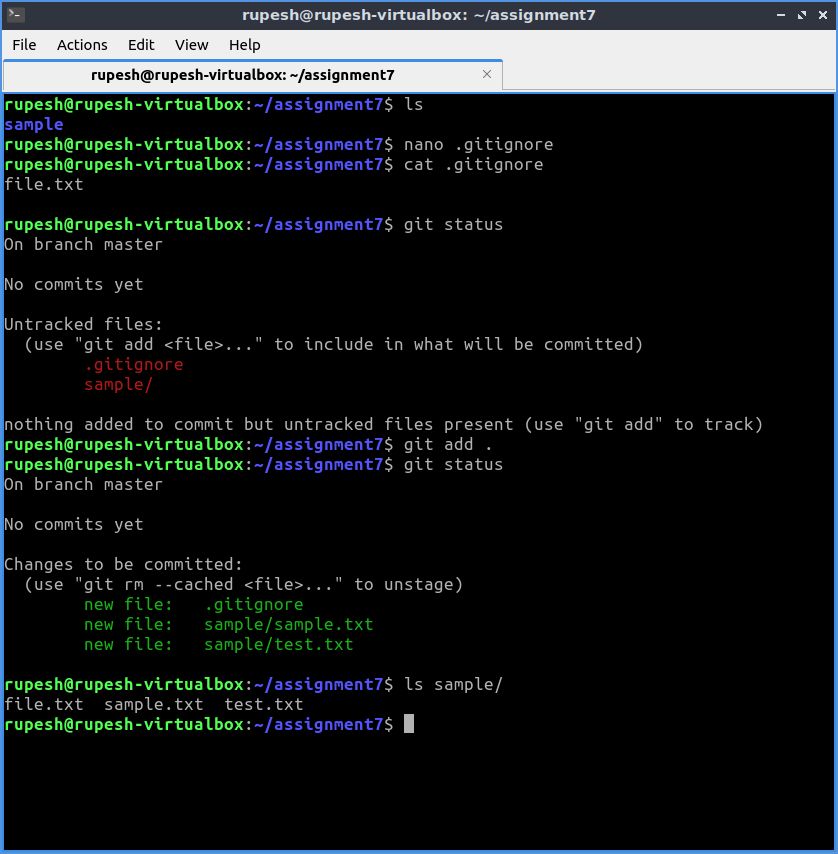 rupesh@rupesh-virtualbox: ~/assignment7
File Actions Edit View Help
rupesh@rupesh-virtualbox: ~/assignment7
rupesh@rupesh-virtualbox:~/assignment7$ ls
sample
rupesh@rupesh-virtualbox:~/assignment7$ nano .gitignore
rupesh@rupesh-virtualbox:~/assignment7$ cat .gitignore
file.txt
rupesh@rupesh-virtualbox:~/assignment7$ git status
On branch master
No commits yet
Untracked files:
  (use "git add <file>..." to include in what will be committed)
        .gitignore
        sample/
nothing added to commit but untracked files present (use "git add" to track)
rupesh@rupesh-virtualbox:~/assignment7$ git add .
rupesh@rupesh-virtualbox:~/assignment7$ git status
On branch master
No commits yet
Changes to be committed:
  (use "git rm --cached <file>..." to unstage)
        new file:   .gitignore
        new file:   sample/sample.txt
        new file:   sample/test.txt
rupesh@rupesh-virtualbox:~/assignment7$ ls sample/
file.txt  sample.txt  test.txt
rupesh@rupesh-virtualbox:~/assignment7$